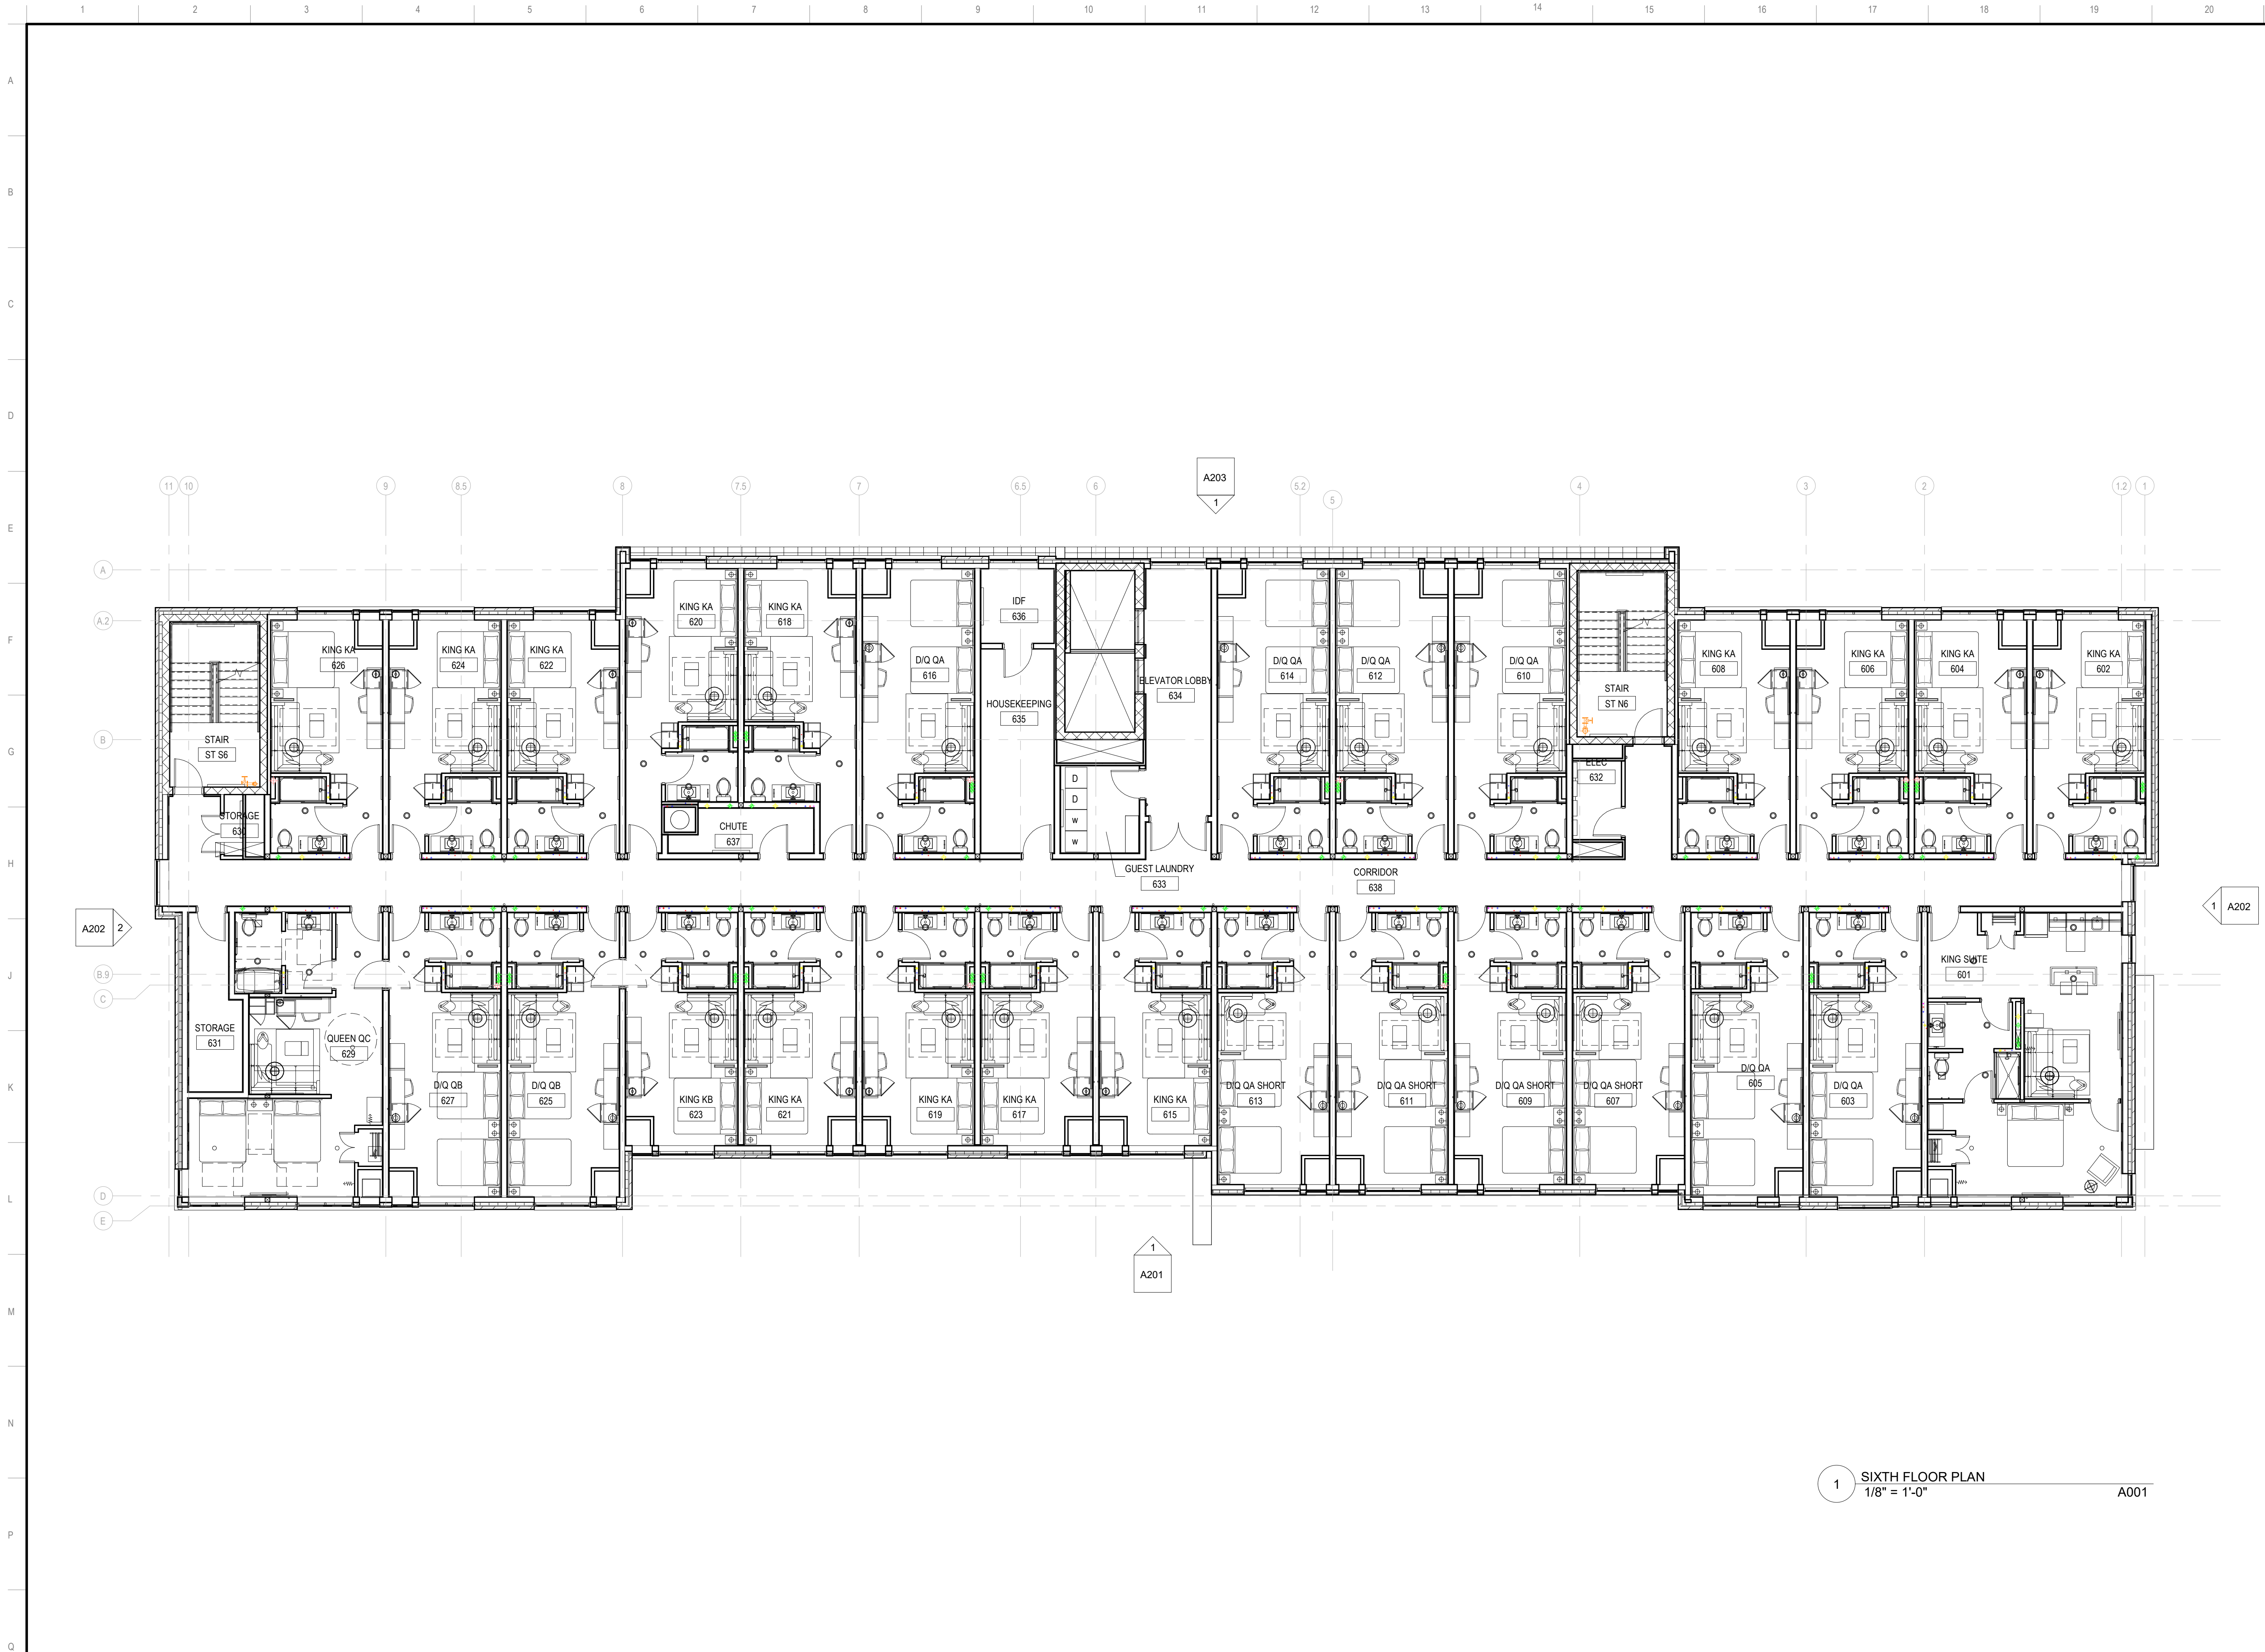 1 2 3 4 5 6 7 8 9 10 11 12 13 14 15 16 17 18 19 20
A
B
C
D
E
F
G
H
J
K
L
M
N
P
Q
A203
1
11 10 9 8.5 8 7.5 7 6.5 6 5.2 5 4 3 2 1.2 1
A
A.2
B
B.9
C
D
E
KING KA
626
KING KA
624
KING KA
622
KING KA
620
KING KA
618
D/Q QA
616
IDF
636
HOUSEKEEPING
635
ELEVATOR LOBBY
634
D/Q QA
614
D/Q QA
612
D/Q QA
610
STAIR
ST N6
KING KA
608
KING KA
606
KING KA
604
KING KA
602
STAIR
ST S6
STORAGE
630
CHUTE
637
D
D
W
W
ELEC
632
GUEST LAUNDRY
633
CORRIDOR
638
A202 2
1 A202
STORAGE
631
QUEEN QC
629
D/Q QB
627
D/Q QB
625
KING KB
623
KING KA
621
KING KA
619
KING KA
617
KING KA
615
D/Q QA SHORT
613
D/Q QA SHORT
611
D/Q QA SHORT
609
D/Q QA SHORT
607
D/Q QA
605
D/Q QA
603
KING SUITE
601
1
A201
1 SIXTH FLOOR PLAN
1/8" = 1'-0" A001